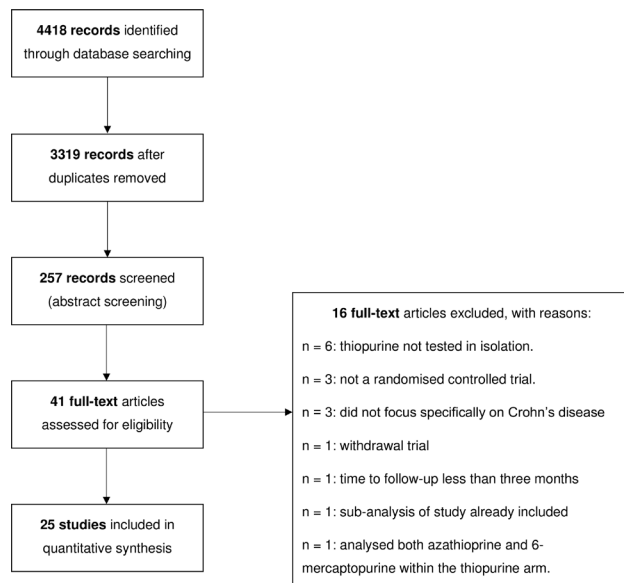 4418 records identified
through database searching
3319 records after
duplicates removed
257 records screened
(abstract screening)
41 full-text articles
assessed for eligibility
25 studies included in
quantitative synthesis
16 full-text articles excluded, with reasons:
n = 6: thiopurine not tested in isolation.
n = 3: not a randomised controlled trial.
n = 3: did not focus specifically on Crohn's disease
n = 1: withdrawal trial
n = 1: time to follow-up less than three months
n = 1: sub-analysis of study already included
n = 1: analysed both azathioprine and 6-
mercaptopurine within the thiopurine arm.